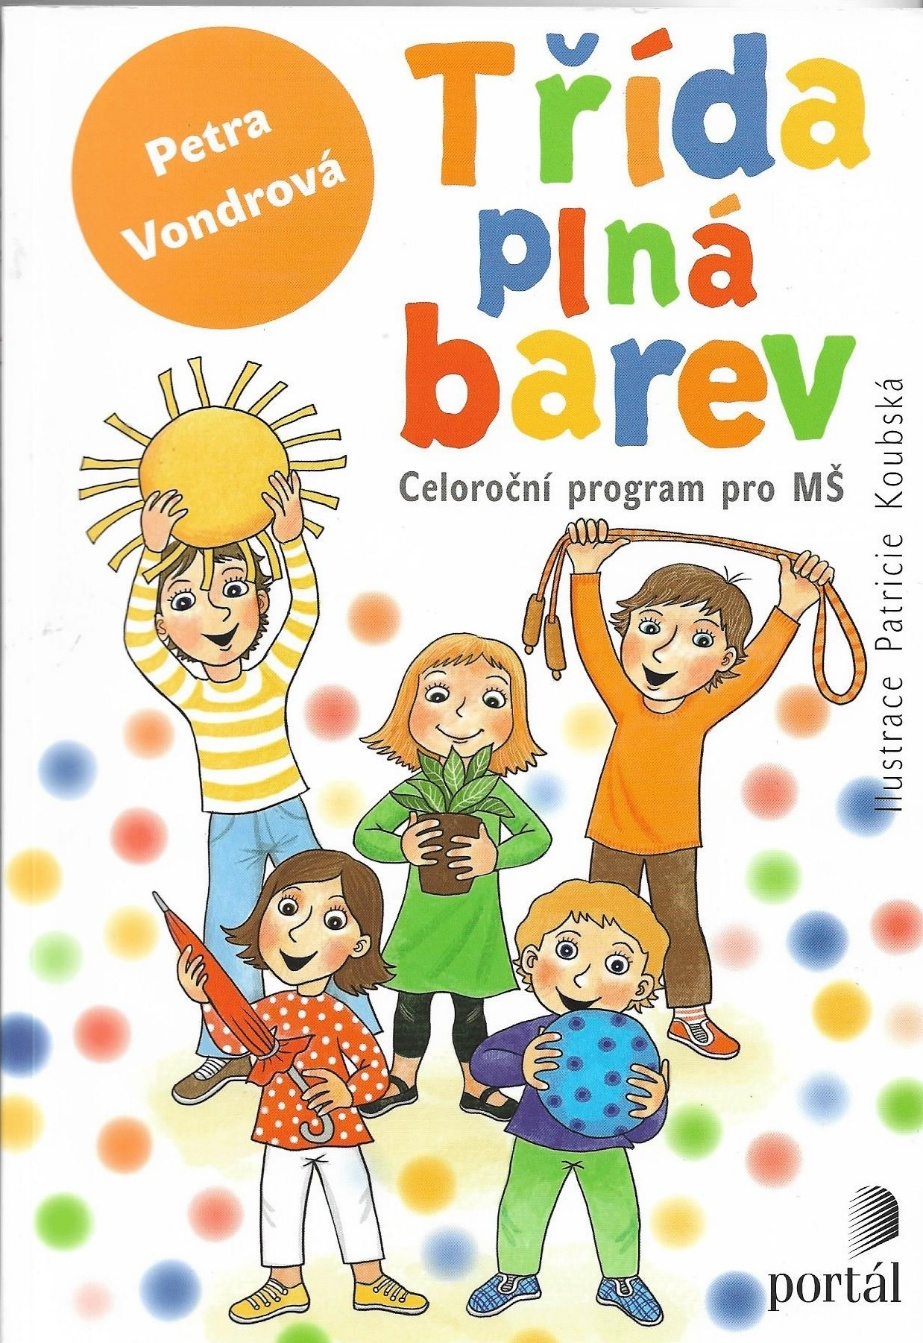 Petra
Vondrová
Třída
plná
barev
Celoroční program pro MŠ
Ilustrace Patricie Koubská
portál